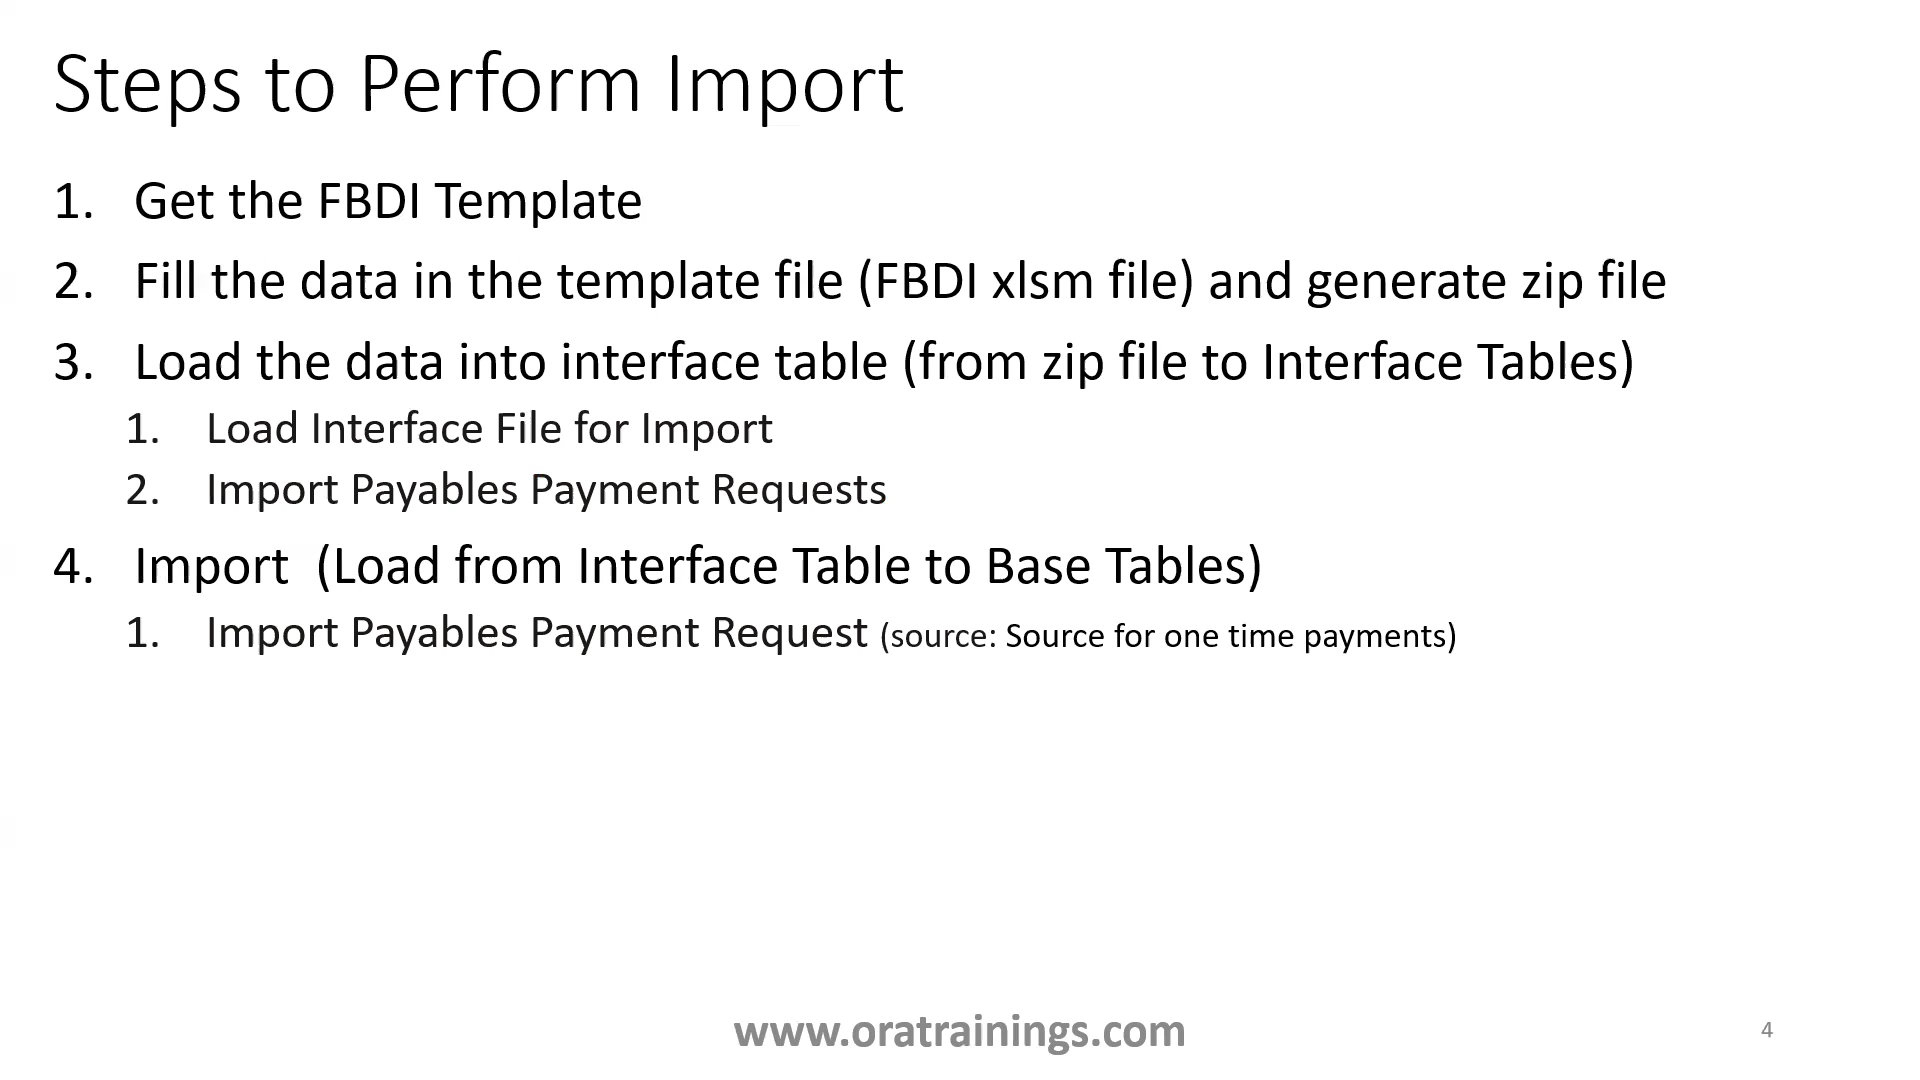 Steps to Perform Import
1. Get the FBDI Template
2. Fill the data in the template file (FBDI xlsm file) and generate zip file
3. Load the data into interface table (from zip file to Interface Tables)
1. Load Interface File for Import
2. Import Payables Payment Requests
4. Import  (Load from Interface Table to Base Tables)
1. Import Payables Payment Request (source: Source for one time payments)
www.oratrainings.com
4